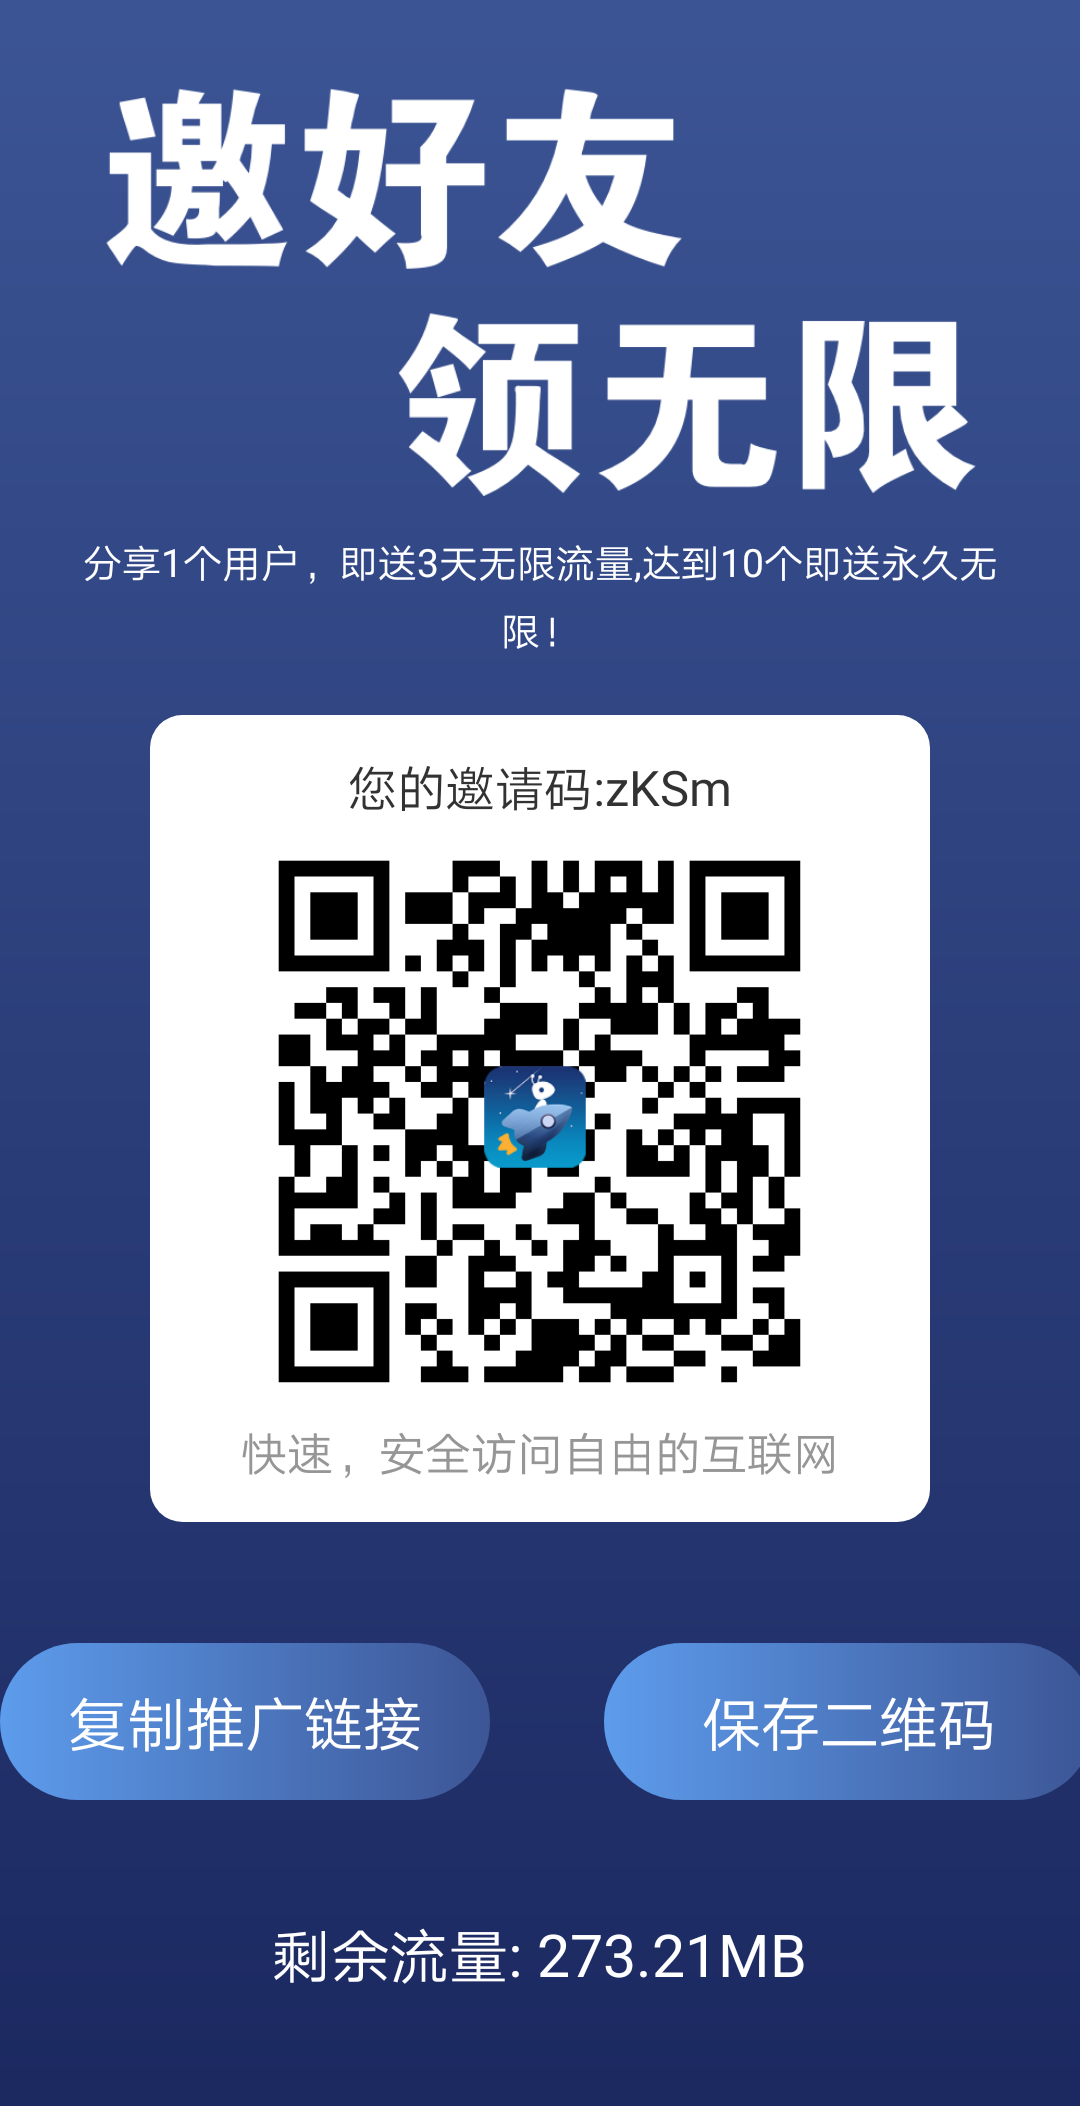 邀好友
领无限
分享1个用户，即送3天无限流量,达到10个即送永久无
限！
您的邀请码:zKSm
快速，安全访问自由的互联网
复制推广链接
保存二维码
剩余流量: 273.21MB